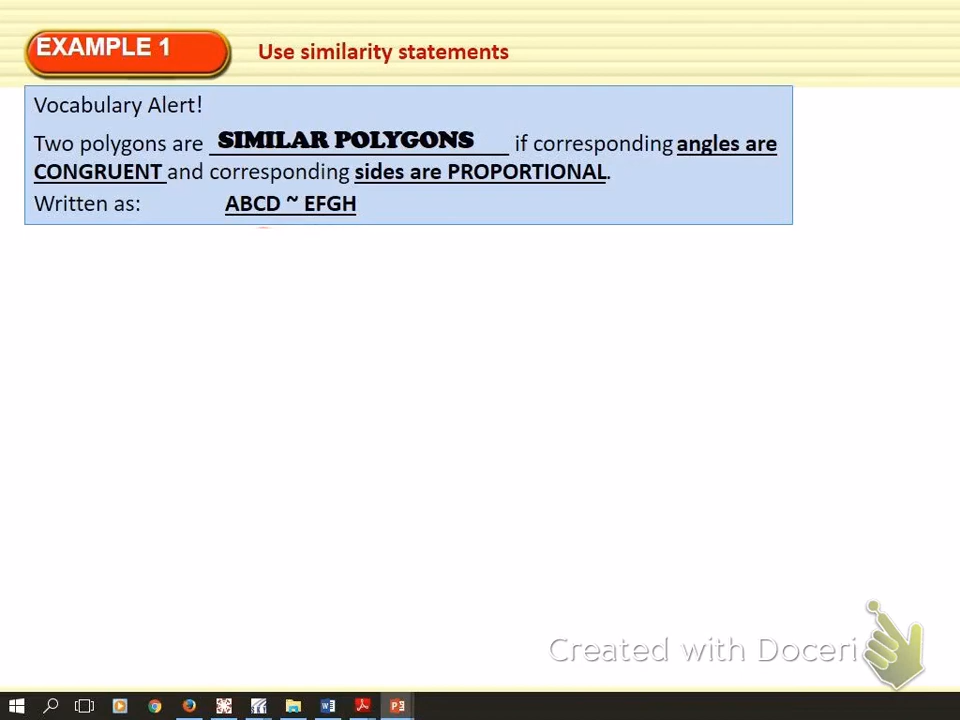 EXAMPLE 1
Use similarity statements
Vocabulary Alert!
Two polygons are SIMILAR POLYGONS if corresponding angles are
CONGRUENT and corresponding sides are PROPORTIONAL.
Written as: ABCD ~ EFGH
Created with Doceri